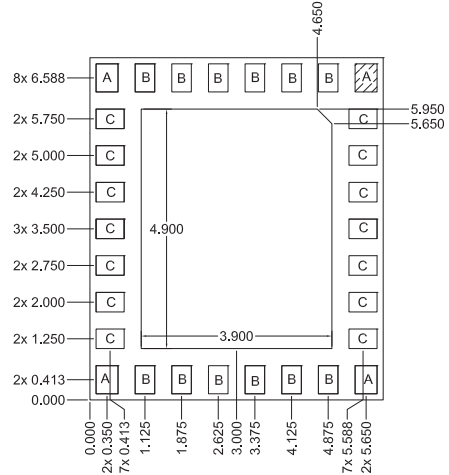 4.650
8x 6.588
A B B B B B B A
5.950
2x 5.750
C C
5.650
2x 5.000
C C
2x 4.250
C C
3x 3.500
C 4.900 C
2x 2.750
C C
2x 2.000
C C
2x 1.250
C 3.900 C
2x 0.413
A B B B B B B A
0.000
0.000
2x 0.350
7x 0.413
1.125
1.875
2.625
3.000
3.375
4.125
4.875
7x 5.588
2x 5.650